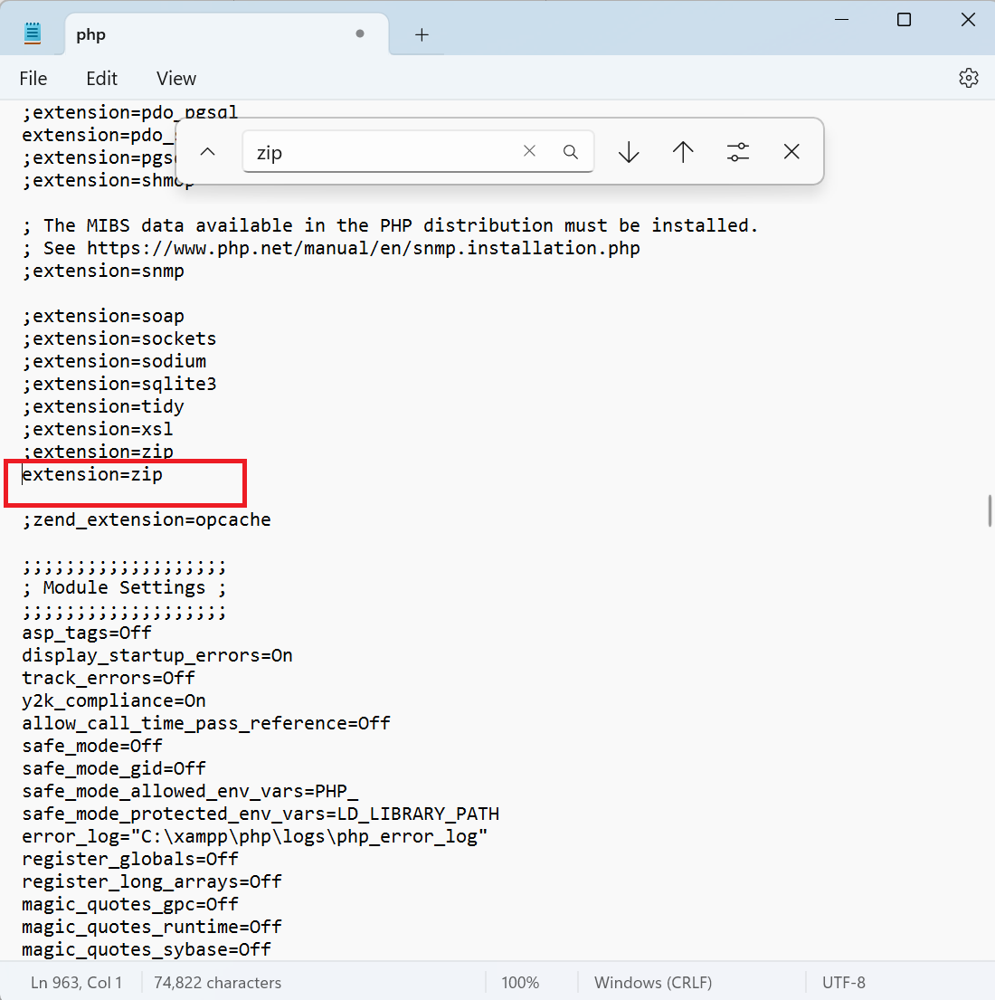 php
File Edit View
;extension=pdo_pgsql
extension=pdo_
zip
;extension=pgs
;extension=shmop
; The MIBS data available in the PHP distribution must be installed.
; See https://www.php.net/manual/en/snmp.installation.php
;extension=snmp
;extension=soap
;extension=sockets
;extension=sodium
;extension=sqlite3
;extension=tidy
;extension=xsl
;extension=zip
extension=zip
;zend_extension=opcache
;;;;;;;;;;;;;;;;;;;
; Module Settings ;
;;;;;;;;;;;;;;;;;;;
asp_tags=Off
display_startup_errors=On
track_errors=Off
y2k_compliance=On
allow_call_time_pass_reference=Off
safe_mode=Off
safe_mode_gid=Off
safe_mode_allowed_env_vars=PHP_
safe_mode_protected_env_vars=LD_LIBRARY_PATH
error_log="C:\xampp\php\logs\php_error_log"
register_globals=Off
register_long_arrays=Off
magic_quotes_gpc=Off
magic_quotes_runtime=Off
magic_quotes_sybase=Off
Ln 963, Col 1 74,822 characters 100% Windows (CRLF) UTF-8